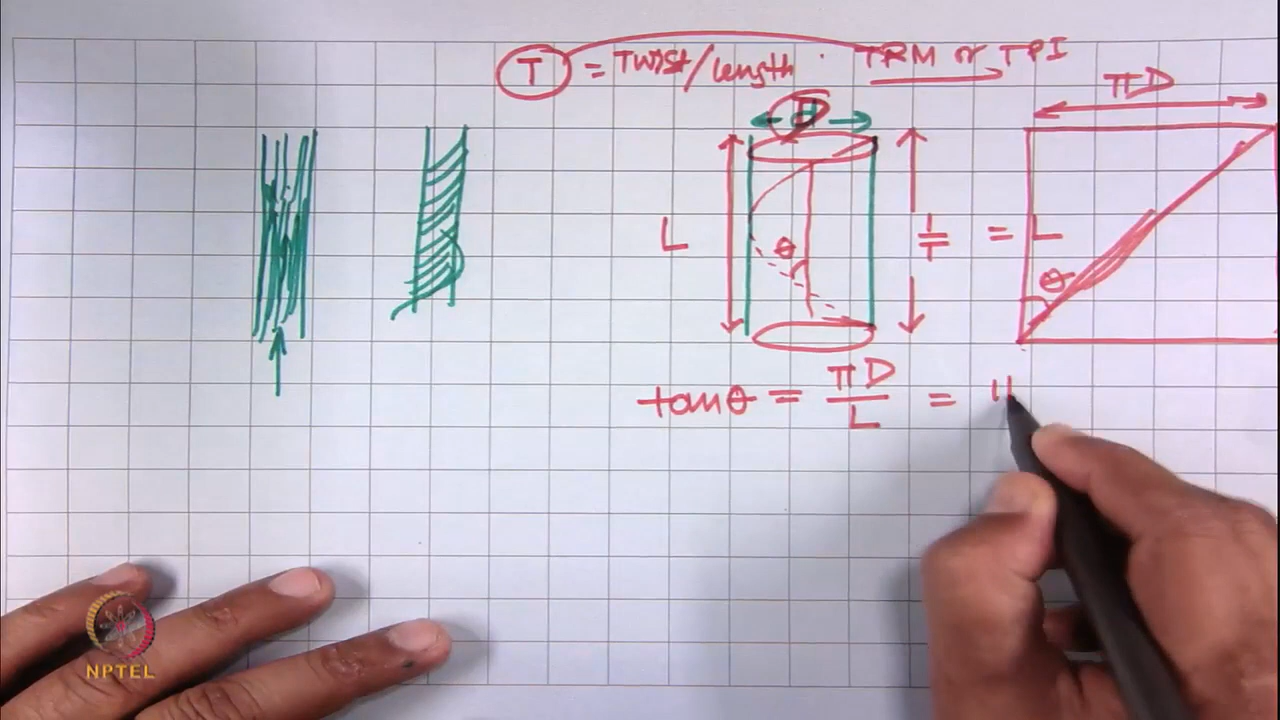 T = Twist/length TPM or TPI
D
πD
L
1/T = L
θ
θ
tanθ = πD/L =
NPTEL